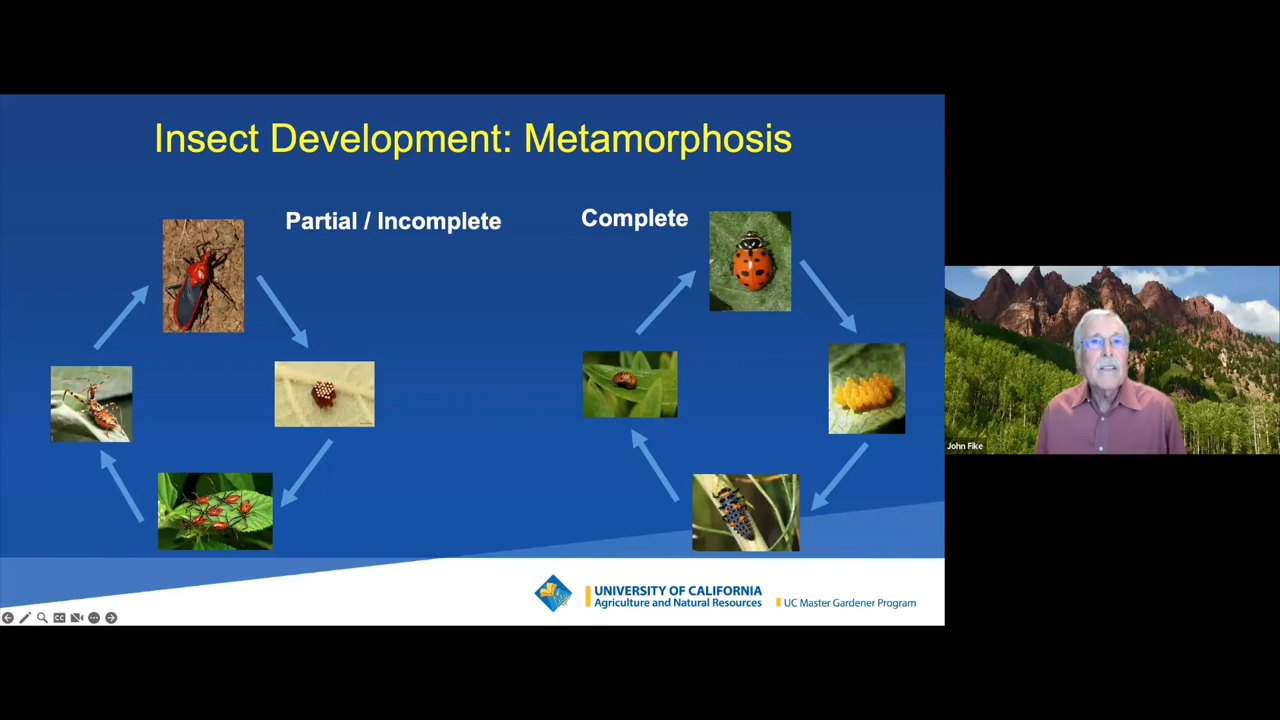 Insect Development: Metamorphosis
Partial / Incomplete
Complete
UNIVERSITY OF CALIFORNIA
Agriculture and Natural Resources
UC Master Gardener Program
John Fike
CC